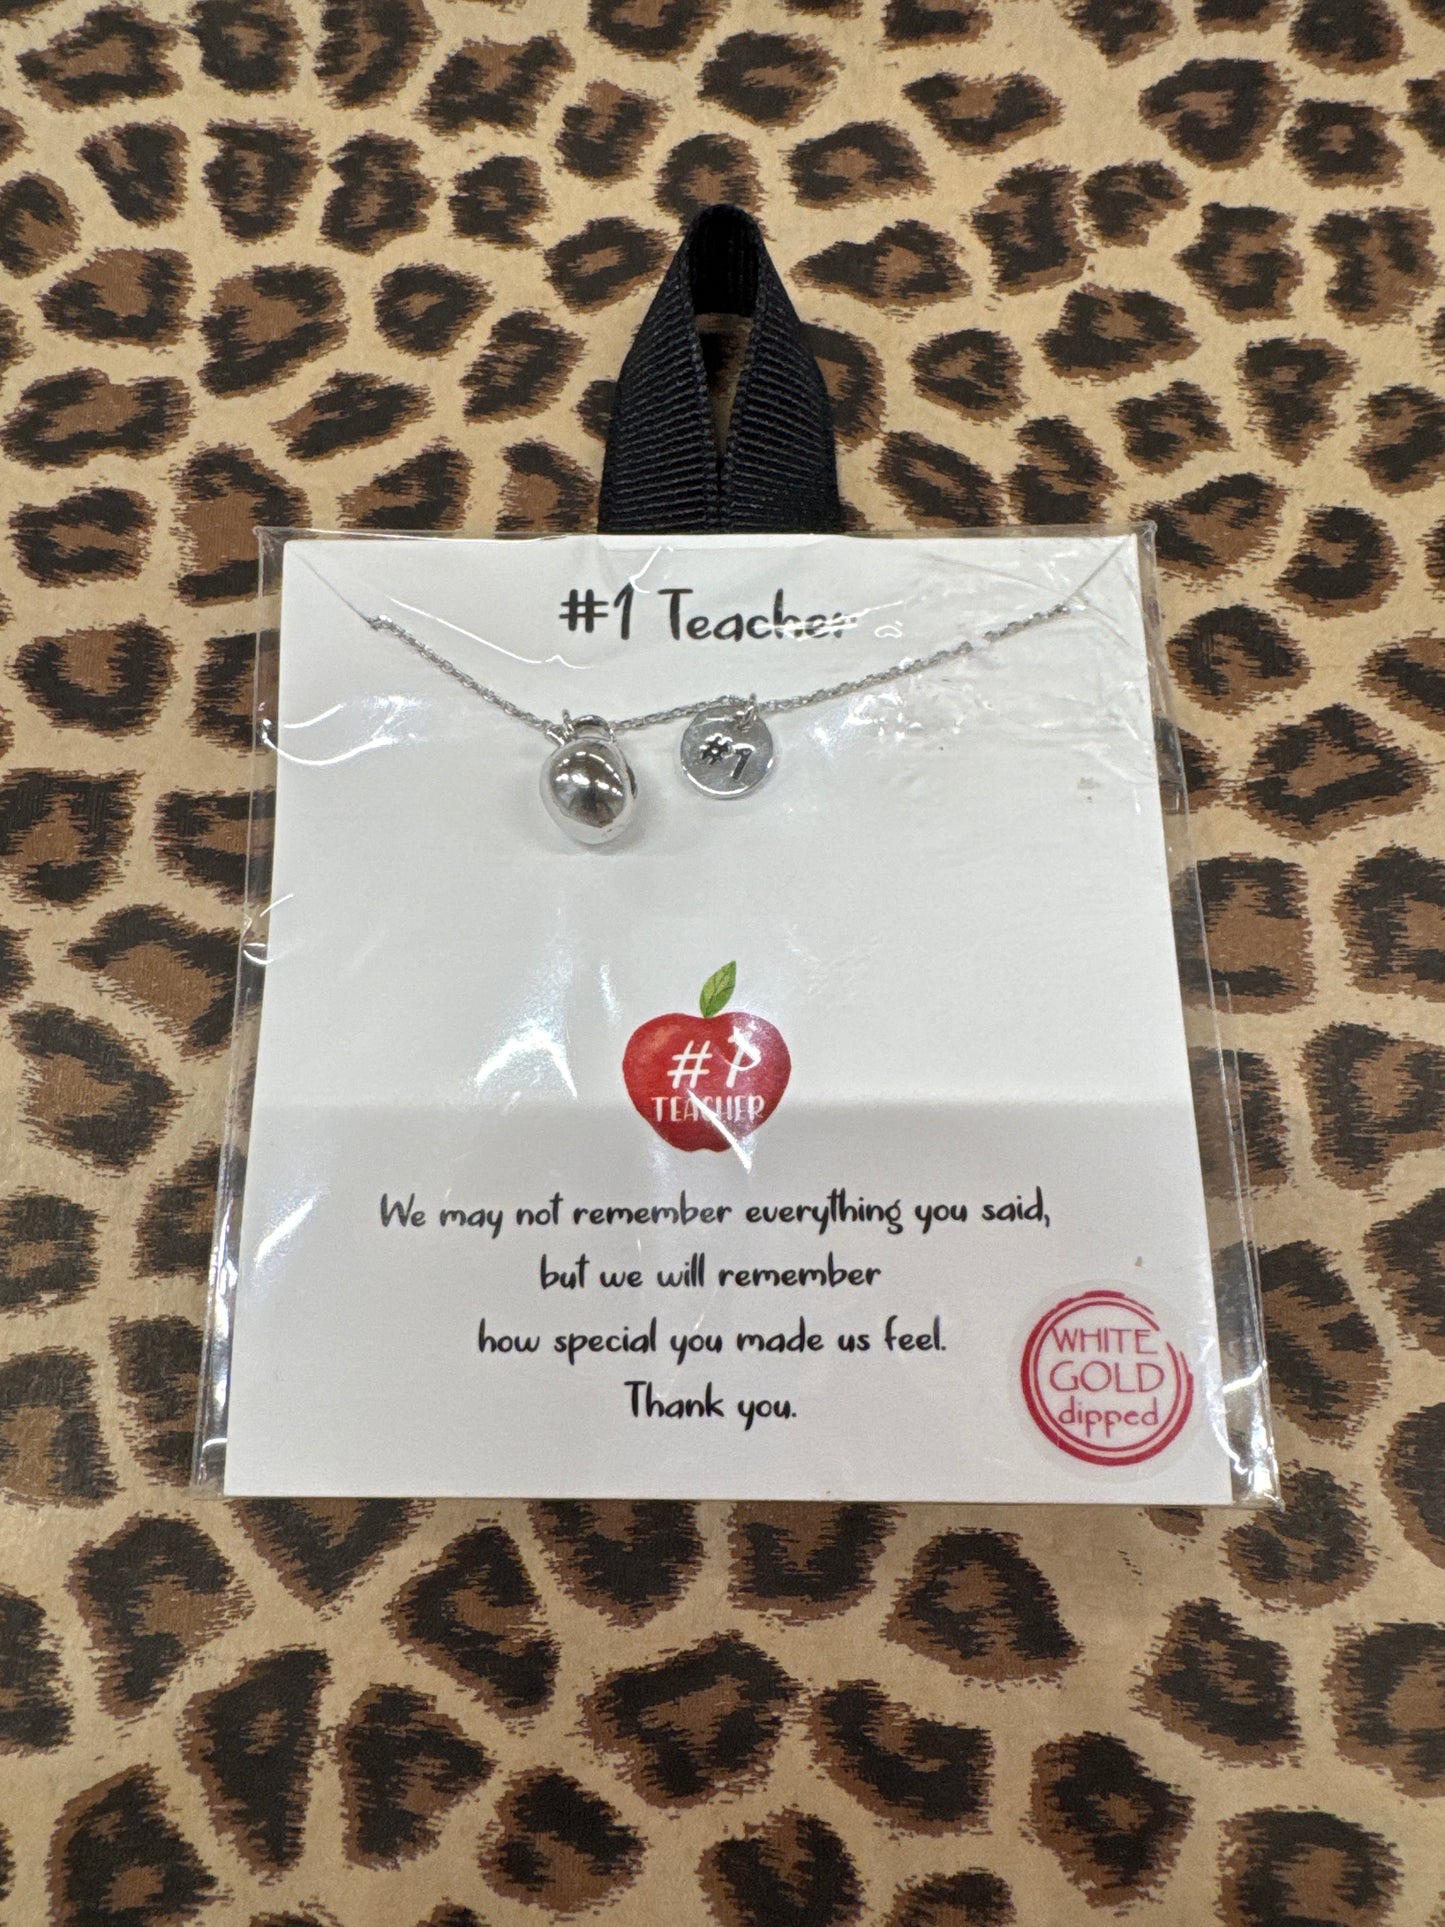 #1 Teacher
#1
#1
TEACHER
We may not remember everything you said,
but we will remember
how special you made us feel.
Thank you.
WHITE
GOLD
dipped